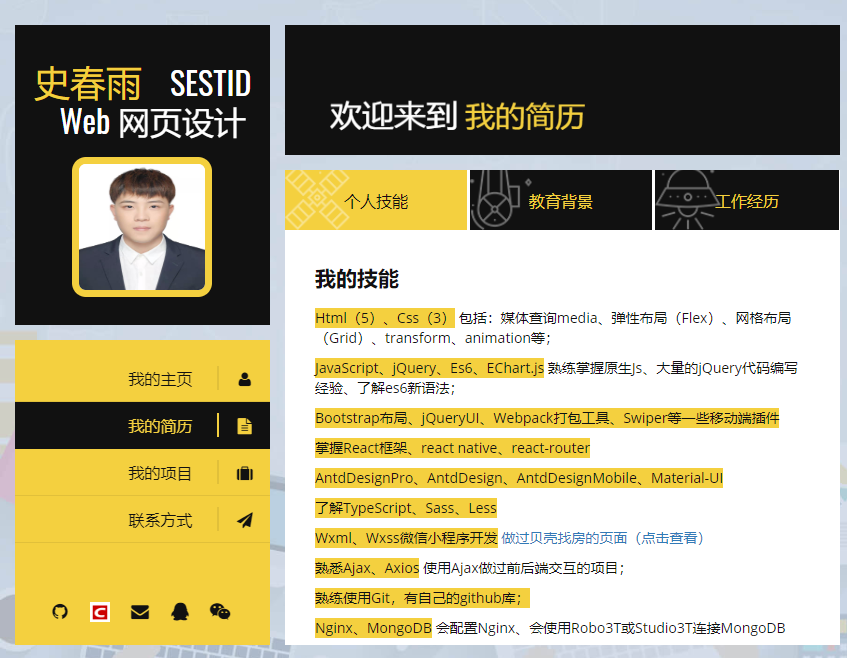 史春雨 SESTID
Web 网页设计
我的主页
我的简历
我的项目
联系方式
欢迎来到 我的简历
个人技能 教育背景 工作经历
我的技能
Html（5）、Css（3） 包括：媒体查询media、弹性布局（Flex）、网格布局
（Grid）、transform、animation等；
JavaScript、jQuery、Es6、EChart.js 熟练掌握原生Js、大量的jQuery代码编写
经验、了解es6新语法；
Bootstrap布局、jQueryUI、Webpack打包工具、Swiper等一些移动端插件
掌握React框架、react native、react-router
AntdDesignPro、AntdDesign、AntdDesignMobile、Material-UI
了解TypeScript、Sass、Less
Wxml、Wxss微信小程序开发 做过贝壳找房的页面（点击查看）
熟悉Ajax、Axios 使用Ajax做过前后端交互的项目；
熟练使用Git，有自己的github库；
Nginx、MongoDB 会配置Nginx、会使用Robo3T或Studio3T连接MongoDB